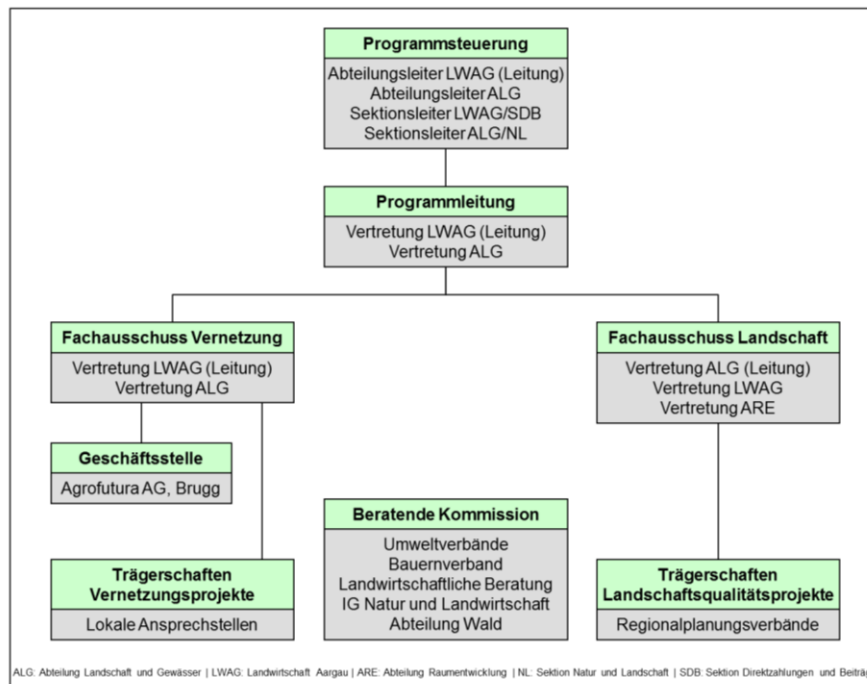 Programmsteuerung
Abteilungsleiter LWAG (Leitung)
Abteilungsleiter ALG
Sektionsleiter LWAG/SDB
Sektionsleiter ALG/NL
Programmleitung
Vertretung LWAG (Leitung)
Vertretung ALG
Fachausschuss Vernetzung
Vertretung LWAG (Leitung)
Vertretung ALG
Fachausschuss Landschaft
Vertretung ALG (Leitung)
Vertretung LWAG
Vertretung ARE
Geschäftsstelle
Agrofutura AG, Brugg
Beratende Kommission
Umweltverbände
Bauernverband
Landwirtschaftliche Beratung
IG Natur und Landwirtschaft
Abteilung Wald
Trägerschaften
Vernetzungsprojekte
Lokale Ansprechstellen
Trägerschaften
Landschaftsqualitätsprojekte
Regionalplanungsverbände
ALG: Abteilung Landschaft und Gewässer | LWAG: Landwirtschaft Aargau | ARE: Abteilung Raumentwicklung | NL: Sektion Natur und Landschaft | SDB: Sektion Direktzahlungen und Beiträg